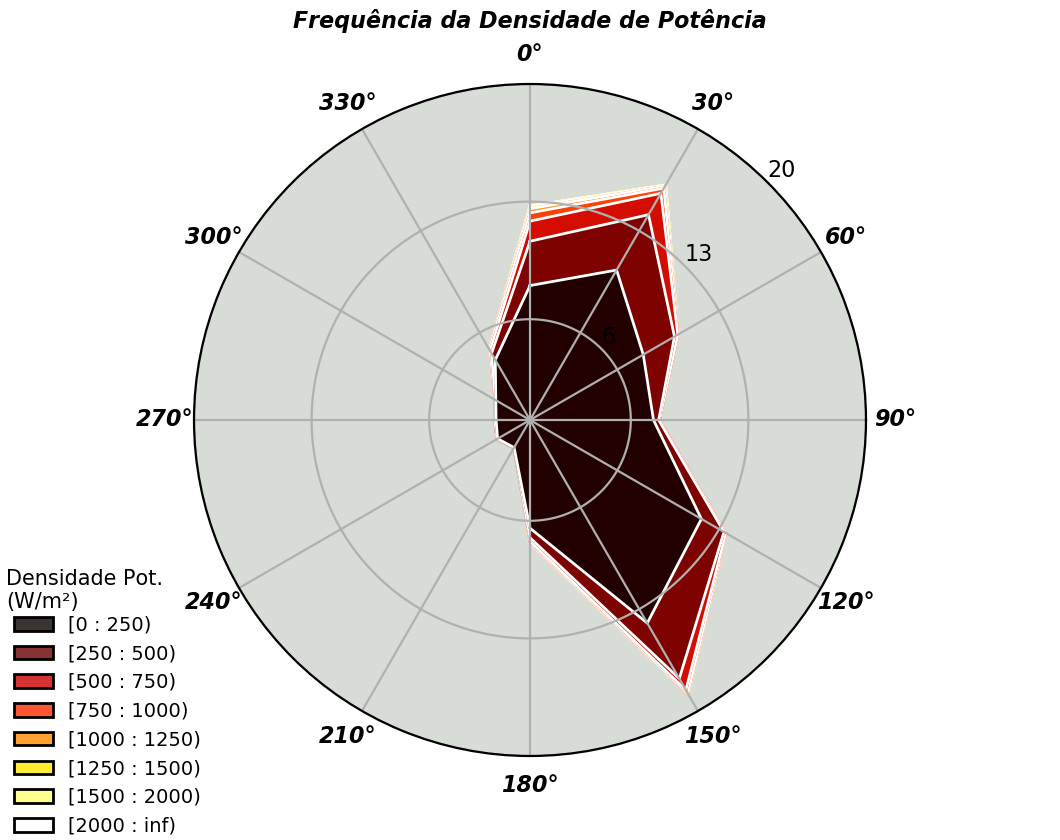 Frequência da Densidade de Potência
0°
330°
30°
20
300°
60°
13
6
270°
90°
240°
120°
210°
150°
180°
Densidade Pot.
(W/m²)
[0 : 250)
[250 : 500)
[500 : 750)
[750 : 1000)
[1000 : 1250)
[1250 : 1500)
[1500 : 2000)
[2000 : inf)